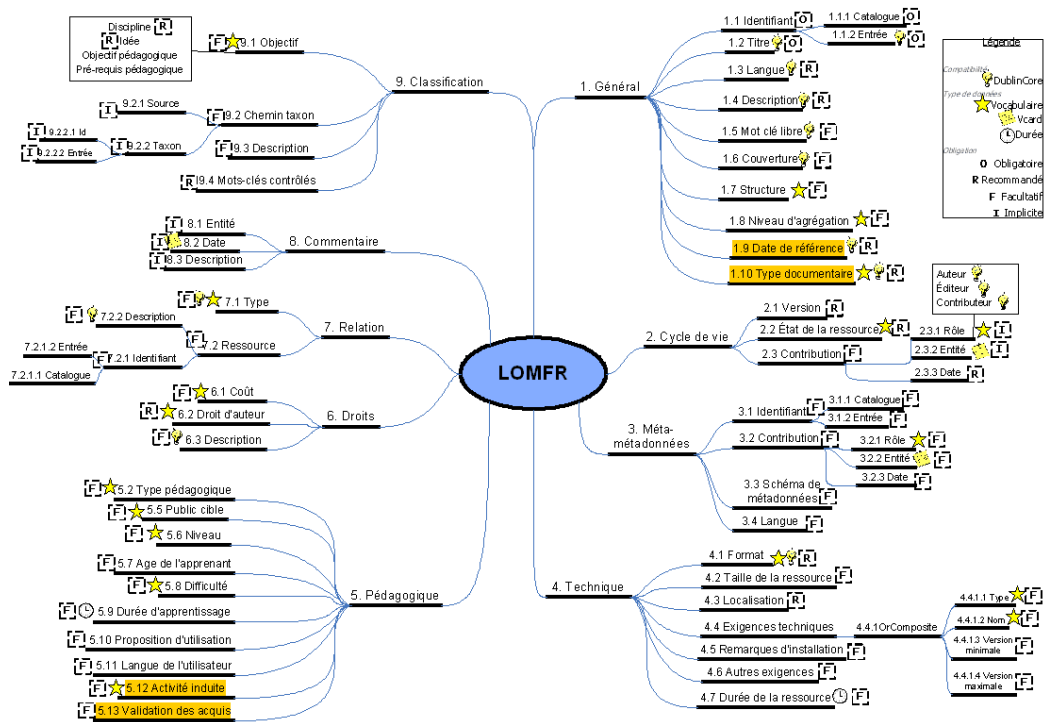 LOMFR
1. Général
1.1 Identifiant O
1.1.1 Catalogue O
1.1.2 Entrée O
1.2 Titre O
1.3 Langue R
1.4 Description R
1.5 Mot clé libre F
1.6 Couverture F
1.7 Structure F
1.8 Niveau d'agrégation F
1.9 Date de référence R
1.10 Type documentaire R
Légende
Compatibilité
DublinCore
Type de données
Vocabulaire
Vcard
Durée
Obligation
O Obligatoire
R Recommandé
F Facultatif
I Implicite
2. Cycle de vie
2.1 Version R
2.2 État de la ressource R
2.3 Contribution F
Auteur
Éditeur
Contributeur
2.3.1 Rôle I
2.3.2 Entité I
2.3.3 Date R
3. Méta-
métadonnées
3.1 Identifiant F
3.1.1 Catalogue F
3.1.2 Entrée F
3.2 Contribution F
3.2.1 Rôle F
3.2.2 Entité F
3.2.3 Date F
3.3 Schéma de
métadonnées F
3.4 Langue F
4. Technique
4.1 Format R
4.2 Taille de la ressource F
4.3 Localisation R
4.4 Exigences techniques
4.4.1OrComposite
4.4.1.1 Type F
4.4.1.2 Nom F
4.4.1.3 Version
minimale F
4.4.1.4 Version
maximale F
4.5 Remarques d'installation F
4.6 Autres exigences F
4.7 Durée de la ressource F
5. Pédagogique
F 5.2 Type pédagogique
F 5.5 Public cible
F 5.6 Niveau
F 5.7 Age de l'apprenant
F 5.8 Difficulté
F 5.9 Durée d'apprentissage
F 5.10 Proposition d'utilisation
F 5.11 Langue de l'utilisateur
F 5.12 Activité induite
F 5.13 Validation des acquis
6. Droits
F 6.1 Coût
R 6.2 Droit d'auteur
F 6.3 Description
7. Relation
F 7.1 Type
F 7.2 Ressource
F 7.2.2 Description
F 7.2.1 Identifiant
7.2.1.2 Entrée
7.2.1.1 Catalogue
8. Commentaire
I 8.1 Entité
I 8.2 Date
I 8.3 Description
9. Classification
F 9.1 Objectif
Discipline R
R Idée
Objectif pédagogique
Pré-requis pédagogique
F 9.2 Chemin taxon
I 9.2.1 Source
I 9.2.2 Taxon
I 9.2.2.1 Id
I 9.2.2.2 Entrée
F 9.3 Description
R 9.4 Mots-clés contrôlés